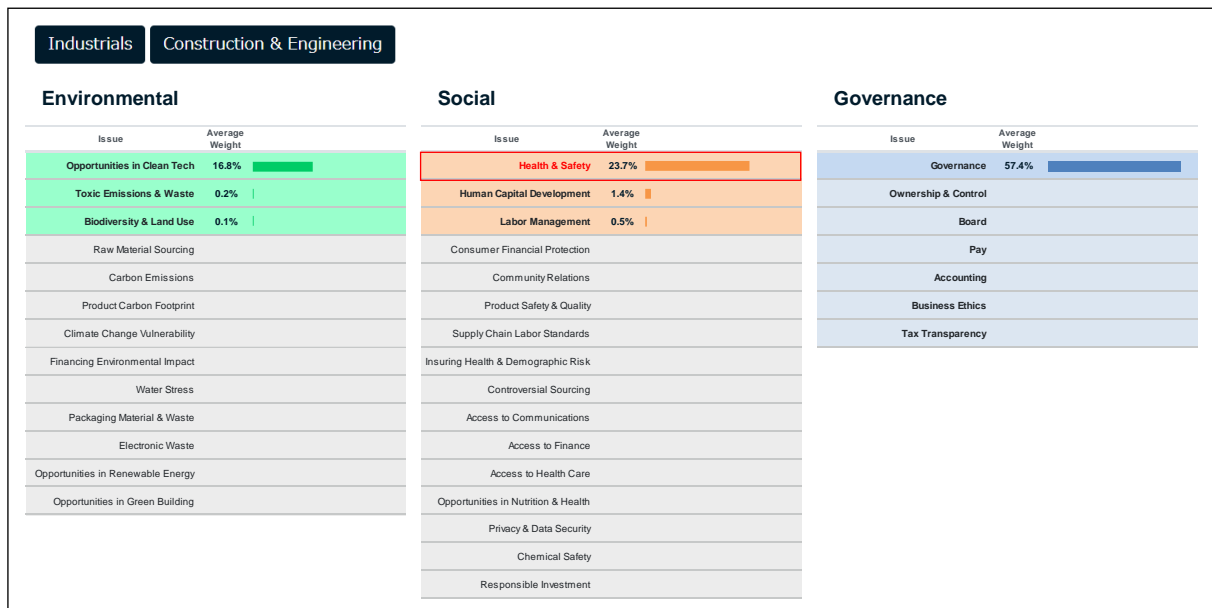 Industrials
Construction & Engineering
Environmental
Issue Average Weight
Opportunities in Clean Tech 16.8%
Toxic Emissions & Waste 0.2%
Biodiversity & Land Use 0.1%
Raw Material Sourcing
Carbon Emissions
Product Carbon Footprint
Climate Change Vulnerability
Financing Environmental Impact
Water Stress
Packaging Material & Waste
Electronic Waste
Opportunities in Renewable Energy
Opportunities in Green Building
Social
Issue Average Weight
Health & Safety 23.7%
Human Capital Development 1.4%
Labor Management 0.5%
Consumer Financial Protection
Community Relations
Product Safety & Quality
Supply Chain Labor Standards
Insuring Health & Demographic Risk
Controversial Sourcing
Access to Communications
Access to Finance
Access to Health Care
Opportunities in Nutrition & Health
Privacy & Data Security
Chemical Safety
Responsible Investment
Governance
Issue Average Weight
Governance 57.4%
Ownership & Control
Board
Pay
Accounting
Business Ethics
Tax Transparency